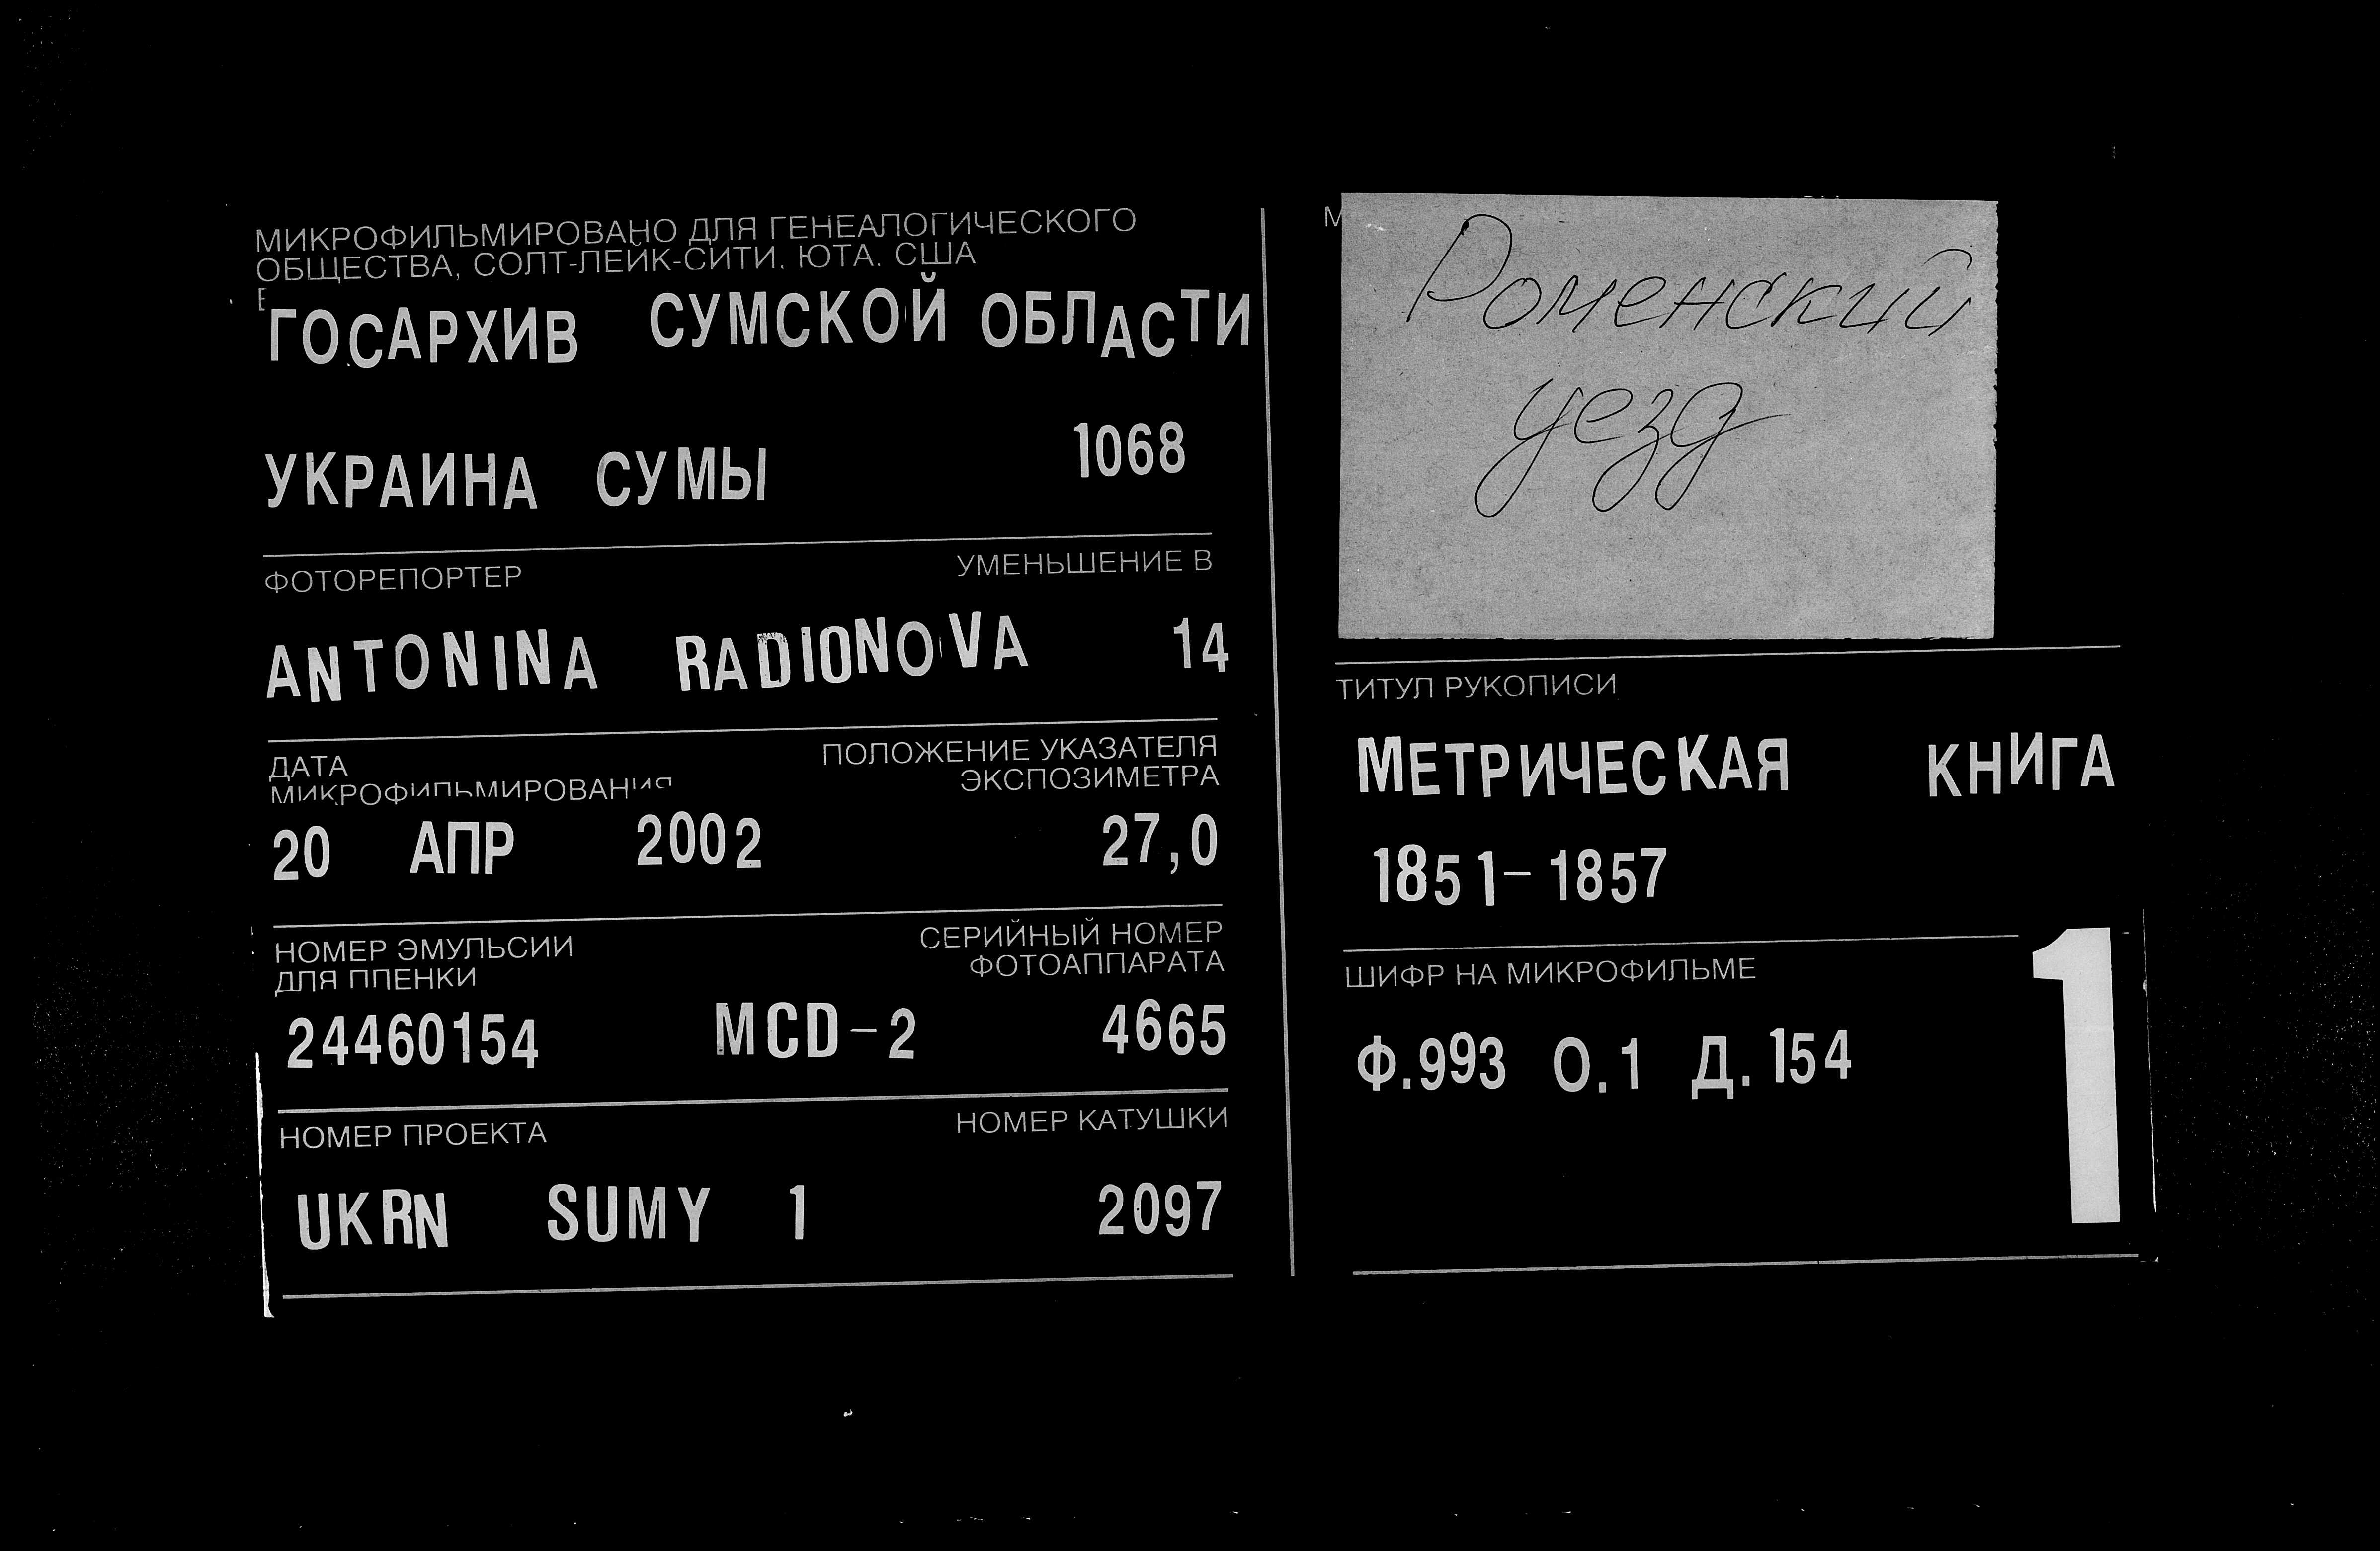 МИКРОФИЛЬМИРОВАНО ДЛЯ ГЕНЕАЛОГИЧЕСКОГО
ОБЩЕСТВА, СОЛТ-ЛЕЙК-СИТИ, ЮТА, США
ГОСАРХИВ СУМСКОЙ ОБЛАСТИ
УКРАИНА СУМЫ 1068
ФОТОРЕПОРТЕР УМЕНЬШЕНИЕ В
ANTONINA RADIONOVA 14
ДАТА ПОЛОЖЕНИЕ УКАЗАТЕЛЯ
МИКРОФИЛЬМИРОВАНИЯ ЭКСПОЗИМЕТРА
20 АПР 2002 27,0
НОМЕР ЭМУЛЬСИИ СЕРИЙНЫЙ НОМЕР
ДЛЯ ПЛЕНКИ ФОТОАППАРАТА
24460154 MCD-2 4665
НОМЕР ПРОЕКТА НОМЕР КАТУШКИ
UKRN SUMY 1 2097
Роменский
уезд
ТИТУЛ РУКОПИСИ
МЕТРИЧЕСКАЯ КНИГА
1851-1857
ШИФР НА МИКРОФИЛЬМЕ
Ф.993 О.1 Д.154
1